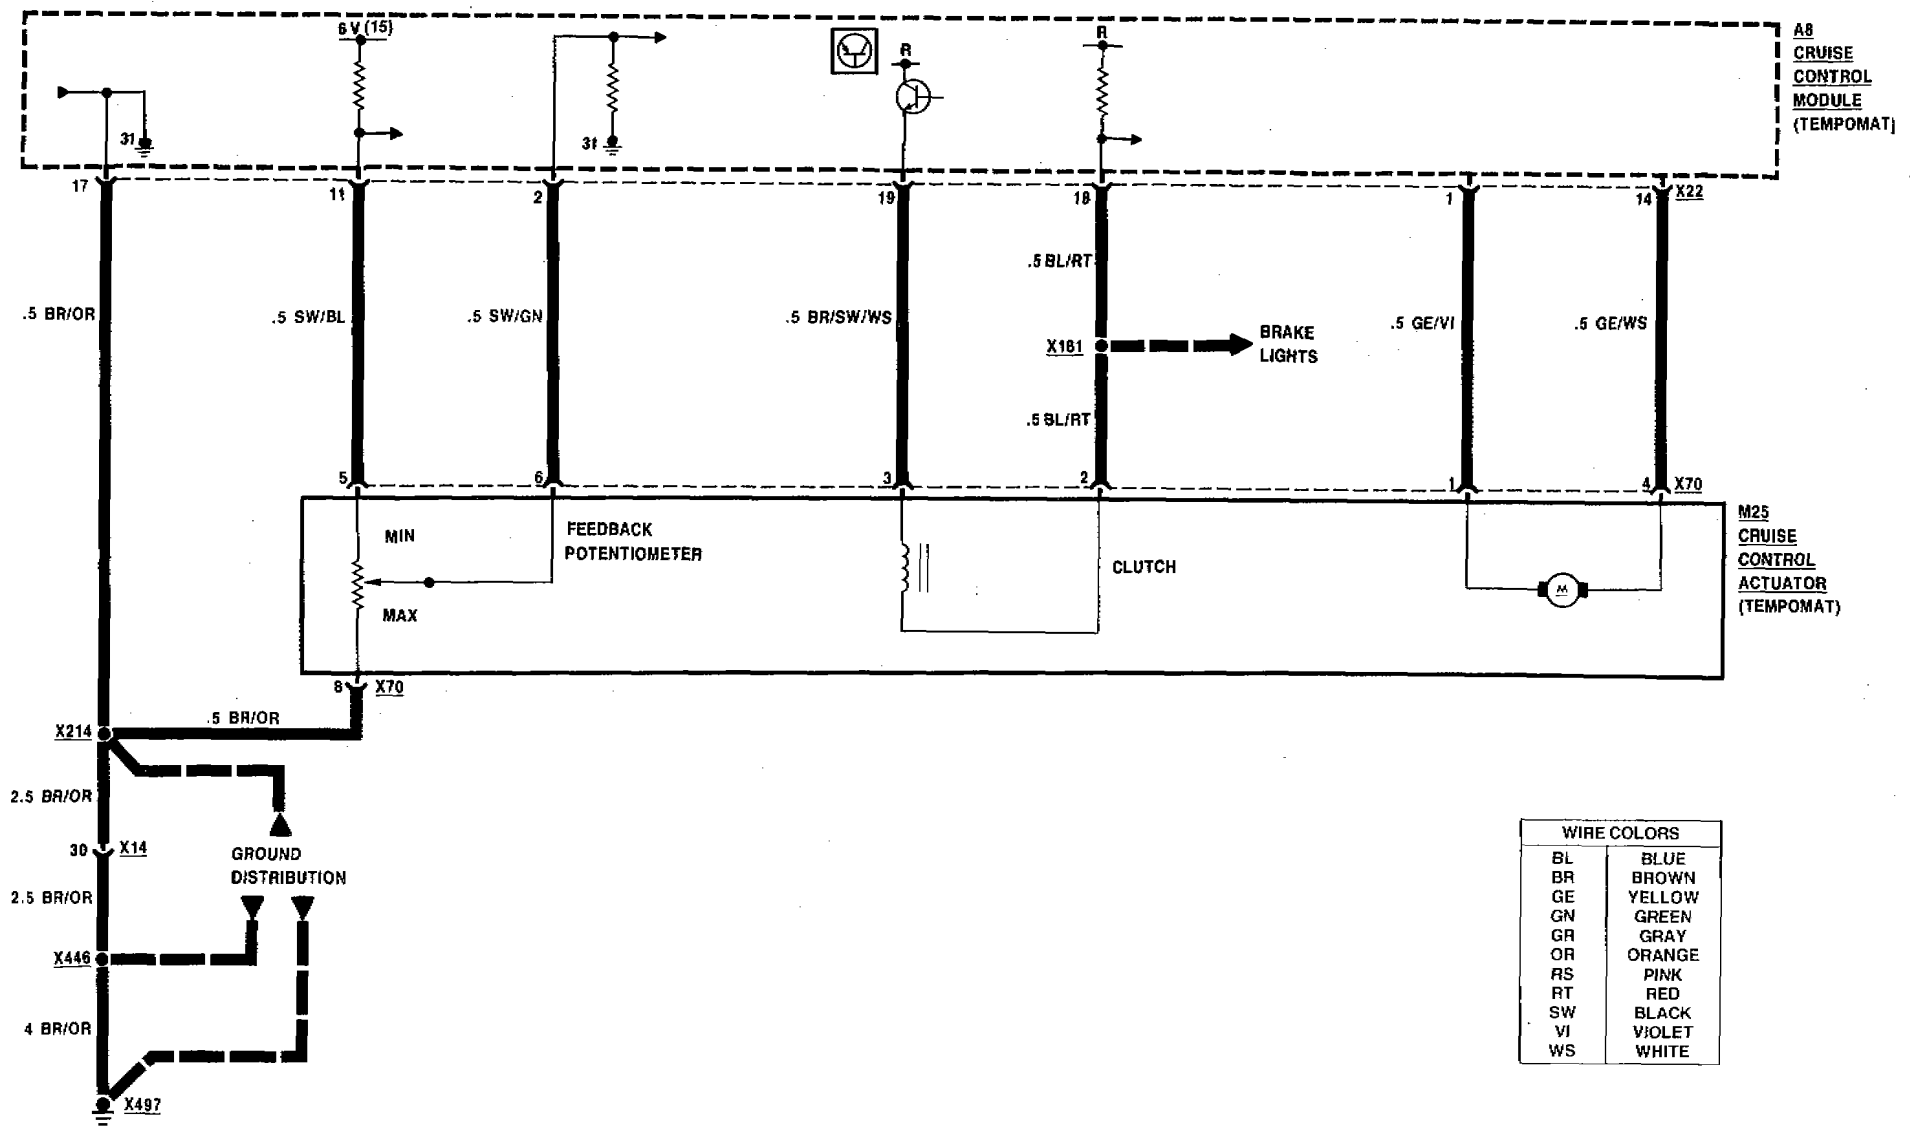 6 V (15)
R
R
31
31
A8
CRUISE
CONTROL
MODULE
(TEMPOMAT)
17
11
2
19
18
1
14
X22
.5 BR/OR
.5 SW/BL
.5 SW/GN
.5 BR/SW/WS
.5 BL/RT
.5 GE/VI
.5 GE/WS
X181
BRAKE
LIGHTS
.5 BL/RT
5
6
3
2
1
4
X70
MIN
FEEDBACK
POTENTIOMETER
MAX
CLUTCH
M
M25
CRUISE
CONTROL
ACTUATOR
(TEMPOMAT)
8
X70
.5 BR/OR
X214
2.5 BR/OR
30
X14
GROUND
DISTRIBUTION
2.5 BR/OR
X446
4 BR/OR
X497
WIRE COLORS
BL BLUE
BR BROWN
GE YELLOW
GN GREEN
GR GRAY
OR ORANGE
RS PINK
RT RED
SW BLACK
VI VIOLET
WS WHITE